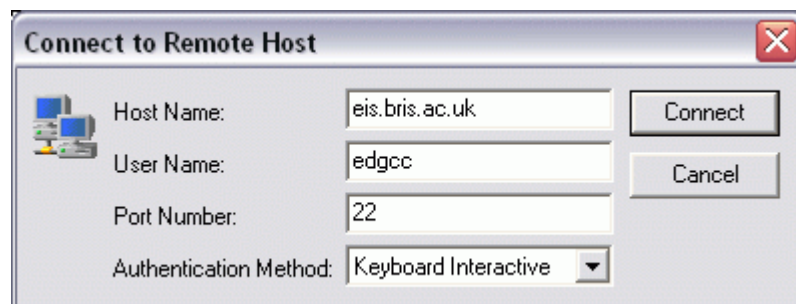 Connect to Remote Host
Host Name: eis.bris.ac.uk Connect
User Name: edgcc Cancel
Port Number: 22
Authentication Method: Keyboard Interactive